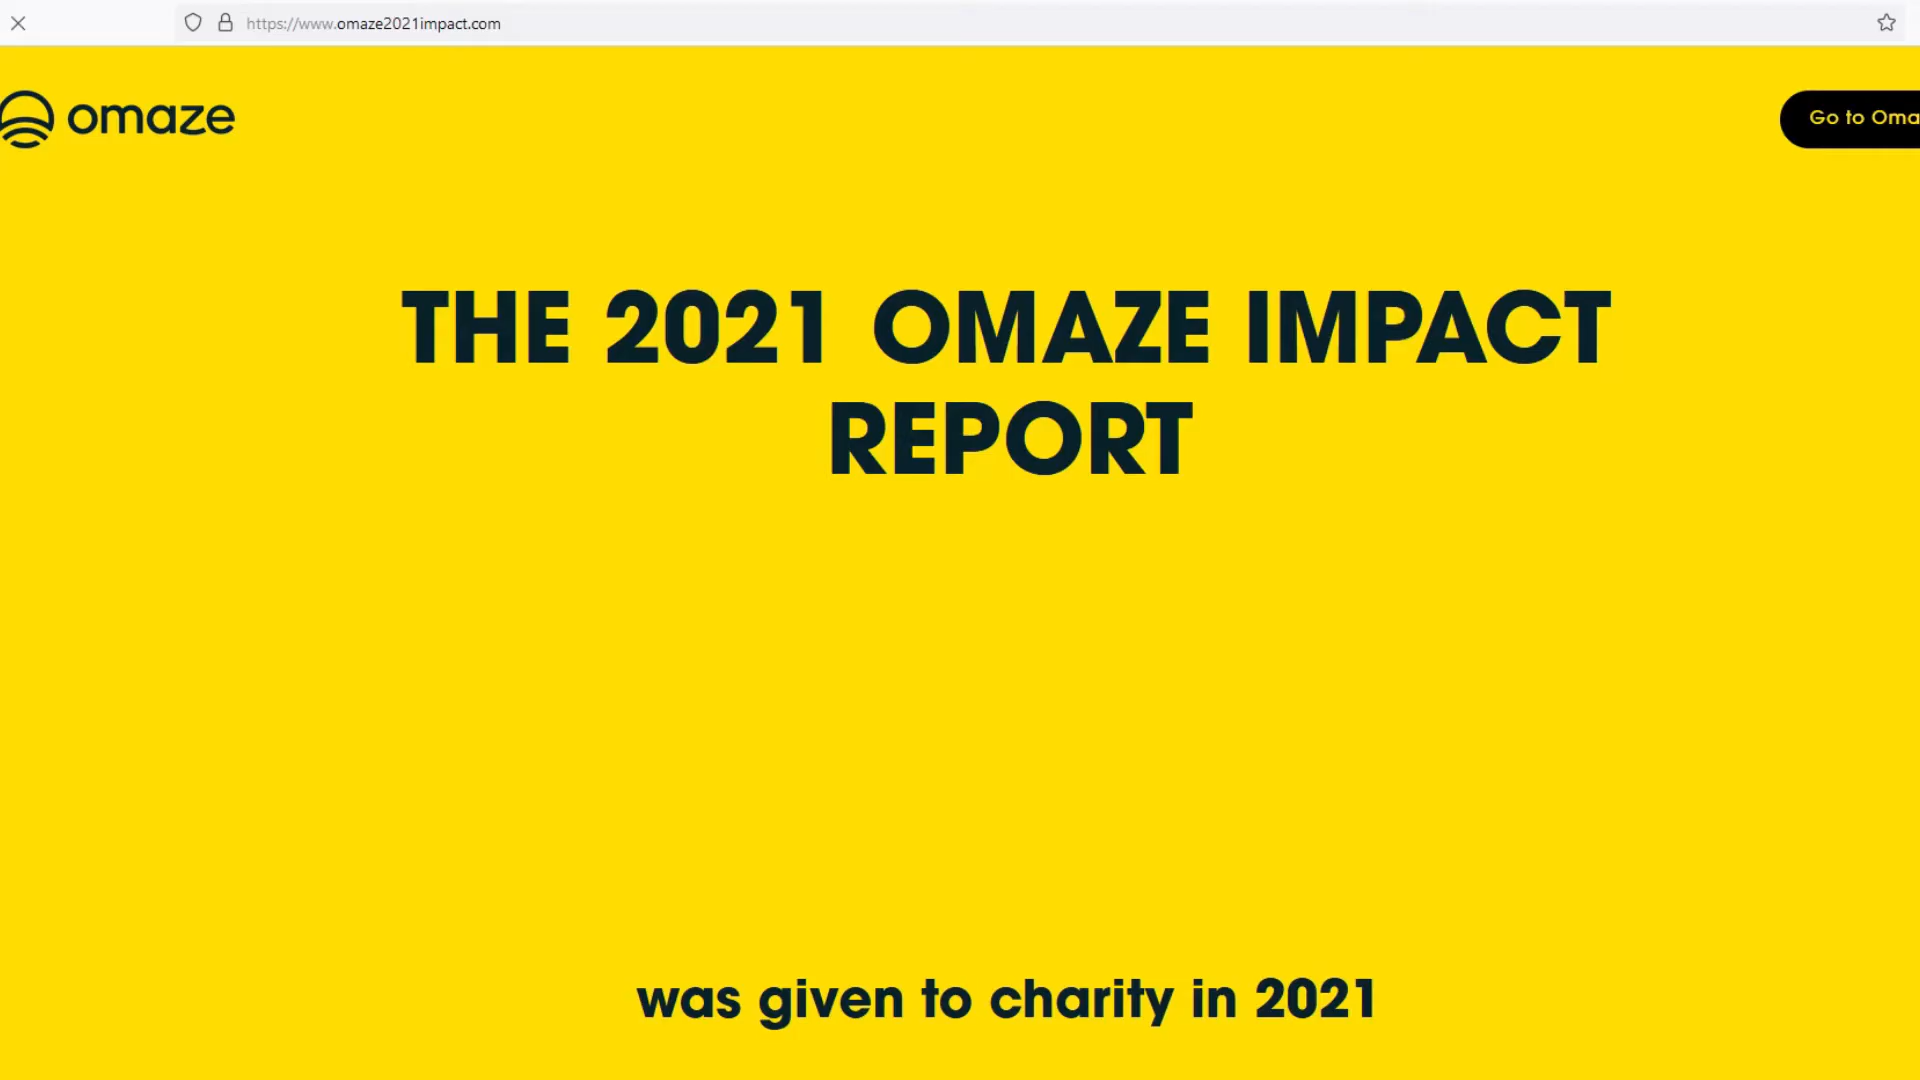 https://www.omaze2021impact.com
omaze
Go to Oma
THE 2021 OMAZE IMPACT
REPORT
was given to charity in 2021